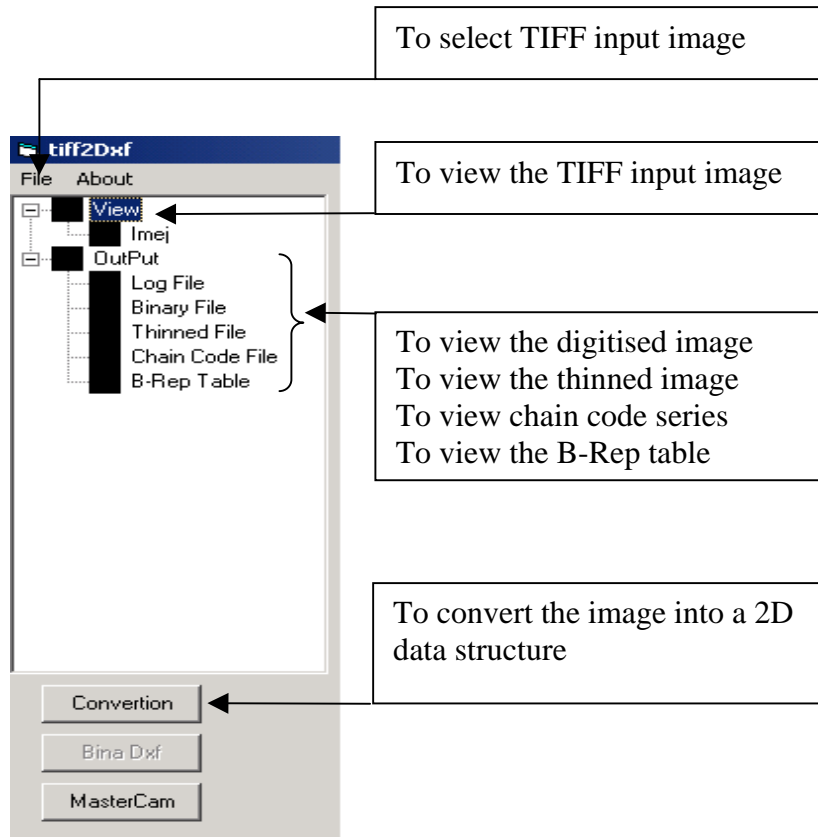 To select TIFF input image
tiff2Dxf
File About
To view the TIFF input image
View
Imej
OutPut
Log File
Binary File
Thinned File
Chain Code File
B-Rep Table
To view the digitised image
To view the thinned image
To view chain code series
To view the B-Rep table
To convert the image into a 2D
data structure
Convertion
Bina Dxf
MasterCam